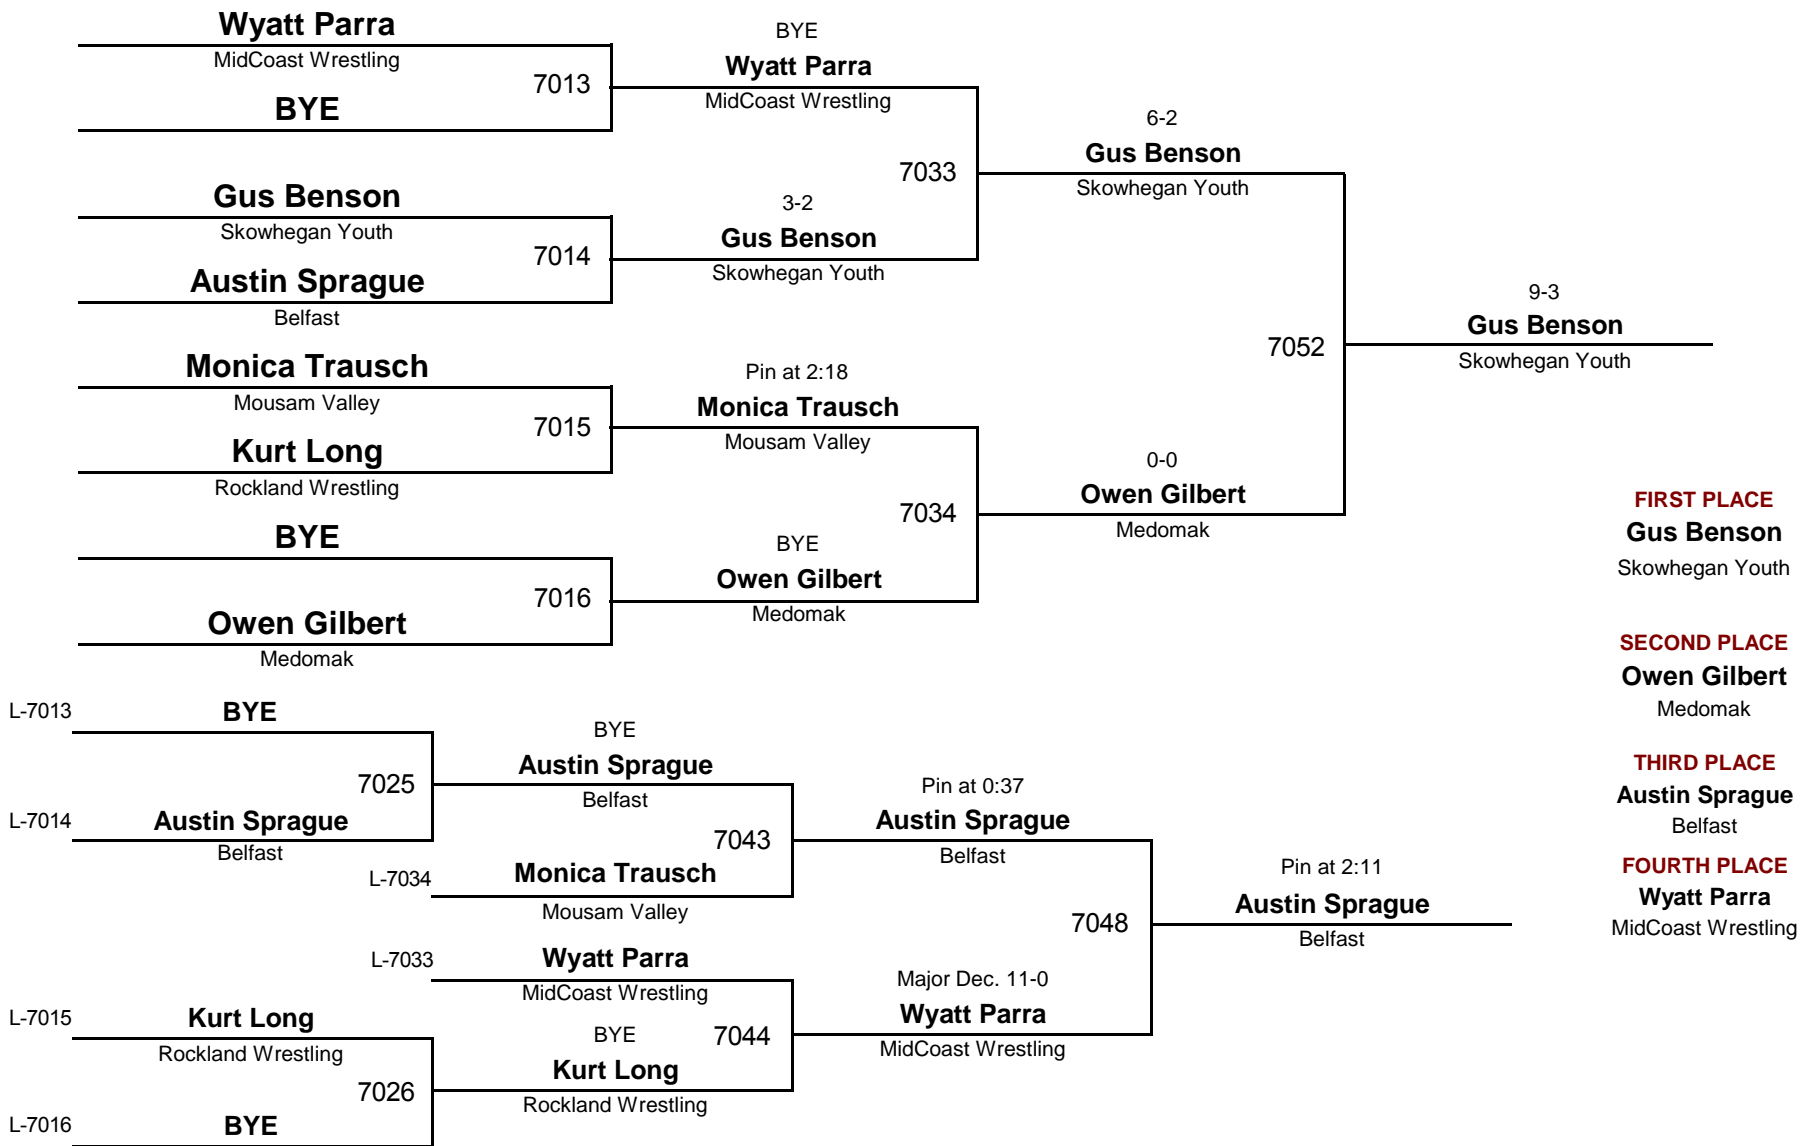 Wyatt Parra
MidCoast Wrestling
7013
BYE
BYE
Wyatt Parra
MidCoast Wrestling
7033
6-2
Gus Benson
Skowhegan Youth
Gus Benson
Skowhegan Youth
7014
Austin Sprague
Belfast
3-2
Gus Benson
Skowhegan Youth
7052
9-3
Gus Benson
Skowhegan Youth
Monica Trausch
Mousam Valley
7015
Kurt Long
Rockland Wrestling
Pin at 2:18
Monica Trausch
Mousam Valley
7034
0-0
Owen Gilbert
Medomak
BYE
7016
Owen Gilbert
Medomak
BYE
Owen Gilbert
Medomak
FIRST PLACE
Gus Benson
Skowhegan Youth
SECOND PLACE
Owen Gilbert
Medomak
THIRD PLACE
Austin Sprague
Belfast
FOURTH PLACE
Wyatt Parra
MidCoast Wrestling
L-7013
BYE
7025
L-7014
Austin Sprague
Belfast
BYE
Austin Sprague
Belfast
7043
L-7034
Monica Trausch
Mousam Valley
Pin at 0:37
Austin Sprague
Belfast
7048
Pin at 2:11
Austin Sprague
Belfast
L-7033
Wyatt Parra
MidCoast Wrestling
7044
Major Dec. 11-0
Wyatt Parra
MidCoast Wrestling
L-7015
Kurt Long
Rockland Wrestling
7026
BYE
Kurt Long
Rockland Wrestling
L-7016
BYE